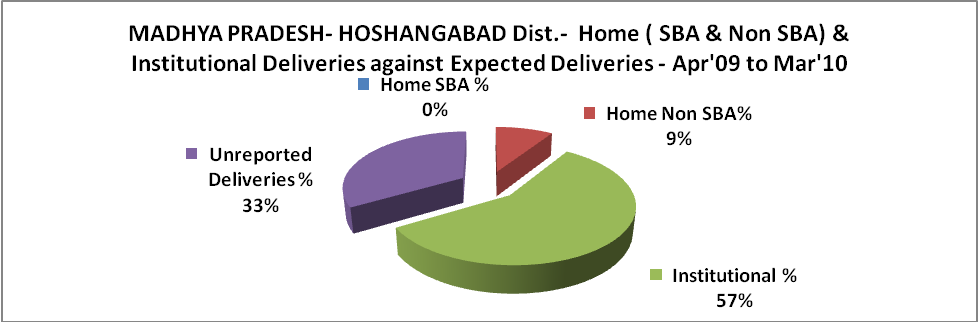 MADHYA PRADESH- HOSHANGABAD Dist.- Home ( SBA & Non SBA) &
Institutional Deliveries against Expected Deliveries - Apr'09 to Mar'10
Home SBA %
0%
Home Non SBA%
9%
Unreported
Deliveries %
33%
Institutional %
57%